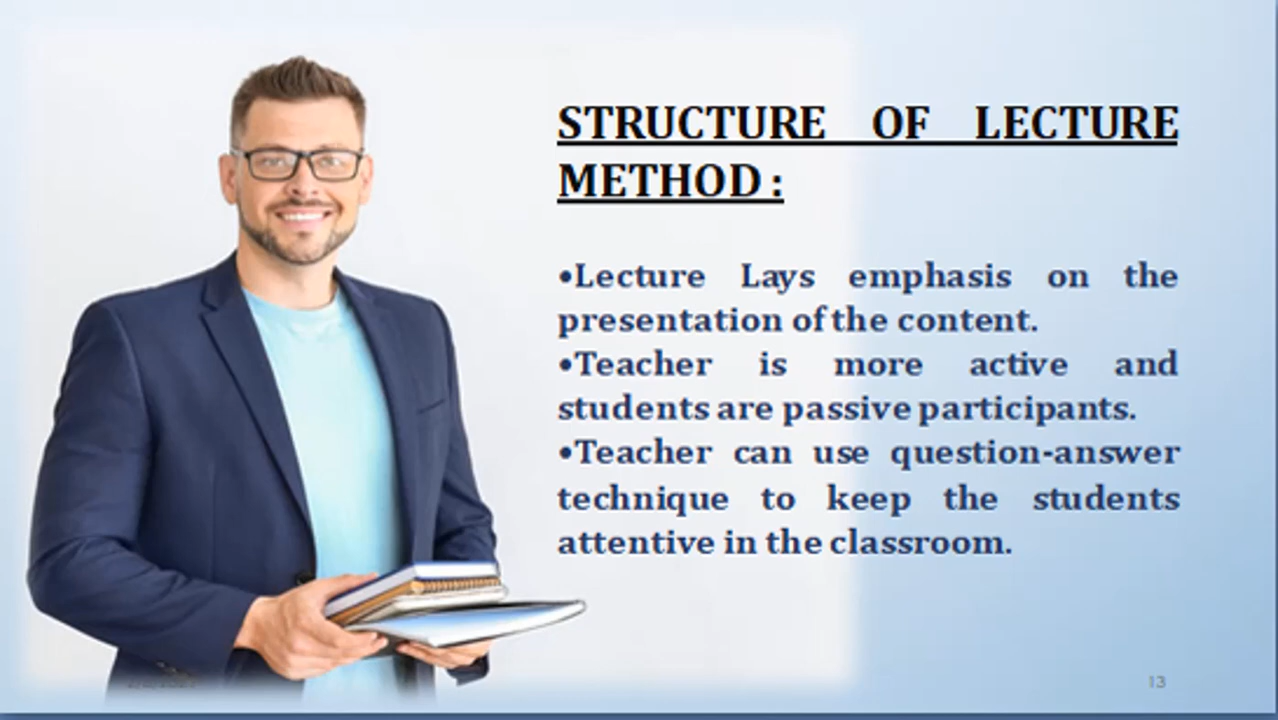 STRUCTURE OF LECTURE
METHOD :
•Lecture Lays emphasis on the
presentation of the content.
•Teacher is more active and
students are passive participants.
•Teacher can use question-answer
technique to keep the students
attentive in the classroom.
13